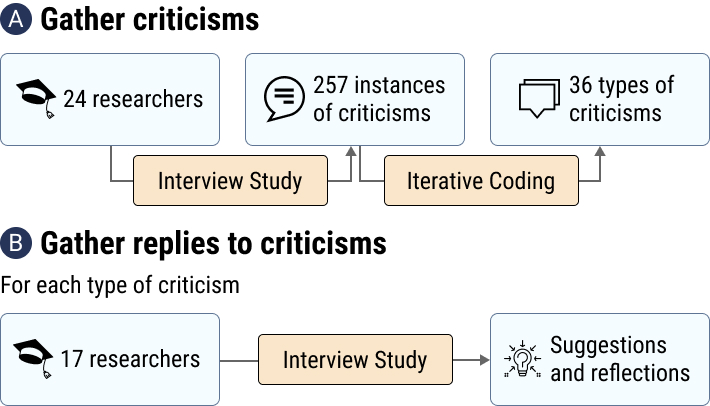 A Gather criticisms
24 researchers
257 instances
of criticisms
36 types of
criticisms
Interview Study
Iterative Coding
B Gather replies to criticisms
For each type of criticism
17 researchers
Interview Study
Suggestions
and reflections